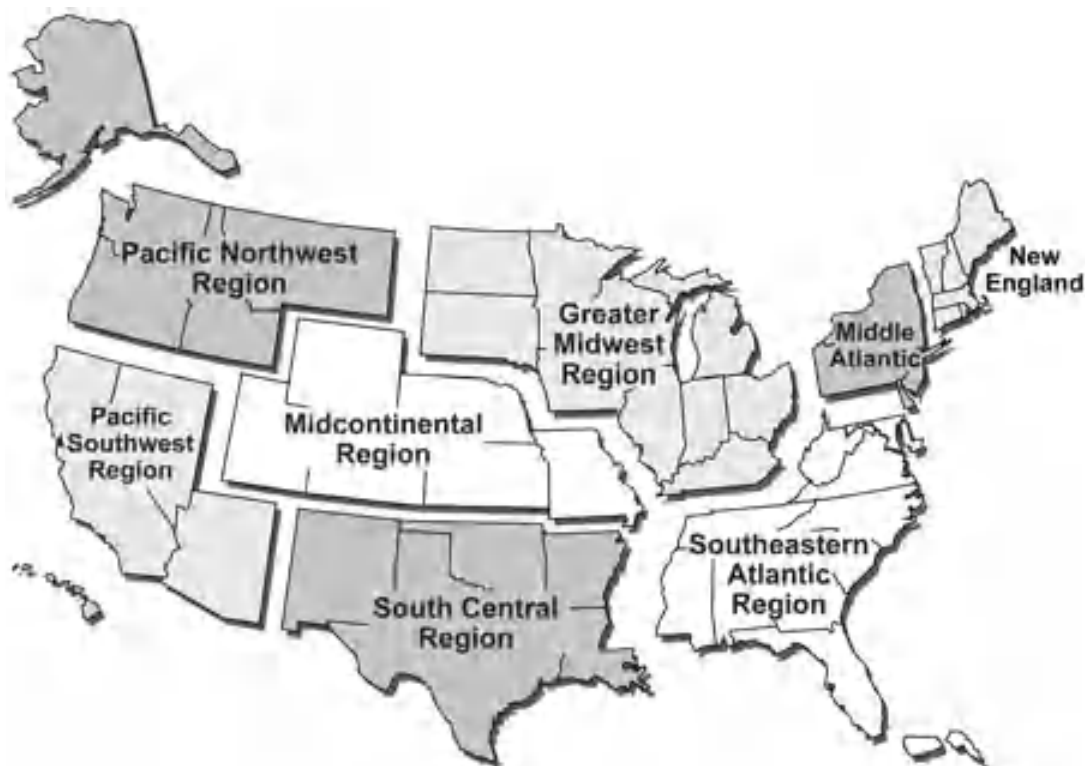 Pacific Northwest
Region
New
England
Greater
Midwest
Region
Middle
Atlantic
Pacific
Southwest
Region
Midcontinental
Region
Southeastern
Atlantic
Region
South Central
Region